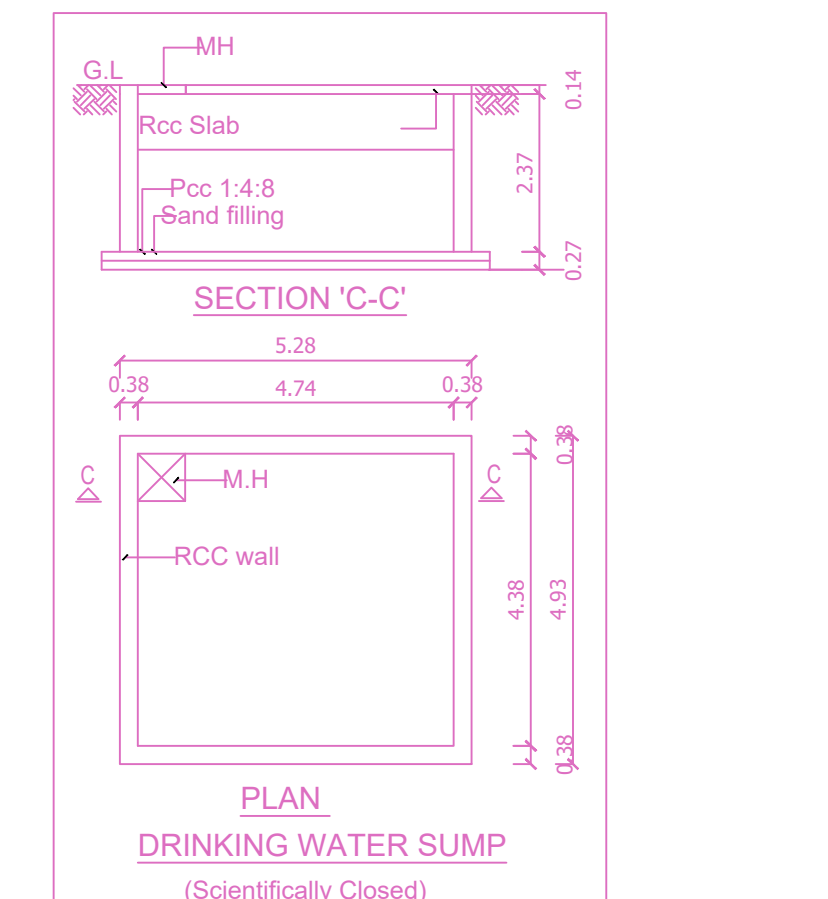 MH
G.L
0.14
Rcc Slab
2.37
Pcc 1:4:8
Sand filling
0.27
SECTION 'C-C'
5.28
0.38 4.74 0.38
0.38
C M.H C
RCC wall
4.38 4.93
0.38
PLAN
DRINKING WATER SUMP
(Scientifically Closed)